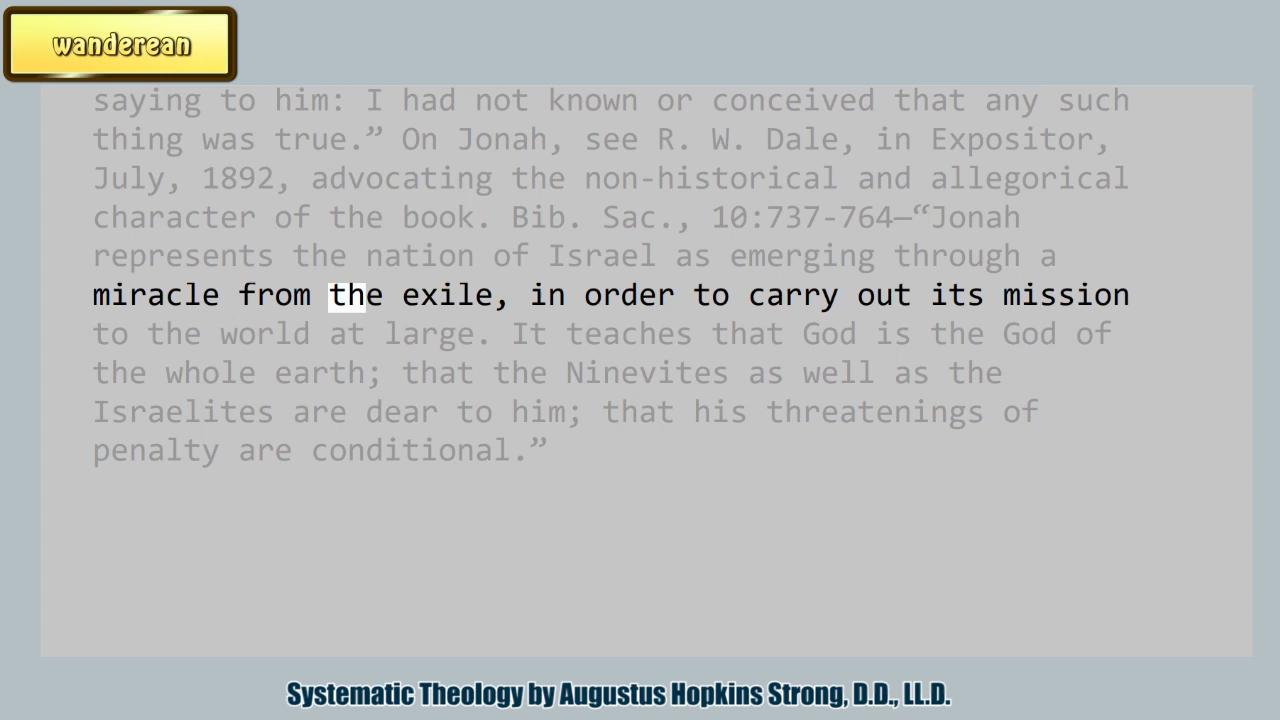 wanderean
saying to him: I had not known or conceived that any such
thing was true.” On Jonah, see R. W. Dale, in Expositor,
July, 1892, advocating the non-historical and allegorical
character of the book. Bib. Sac., 10:737-764—“Jonah
represents the nation of Israel as emerging through a
miracle from the exile, in order to carry out its mission
to the world at large. It teaches that God is the God of
the whole earth; that the Ninevites as well as the
Israelites are dear to him; that his threatenings of
penalty are conditional.”
Systematic Theology by Augustus Hopkins Strong, D.D., LL.D.